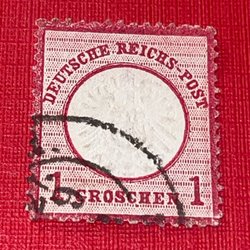 DEUTSCHE REICHS-POST
1 GROSCHEN 1